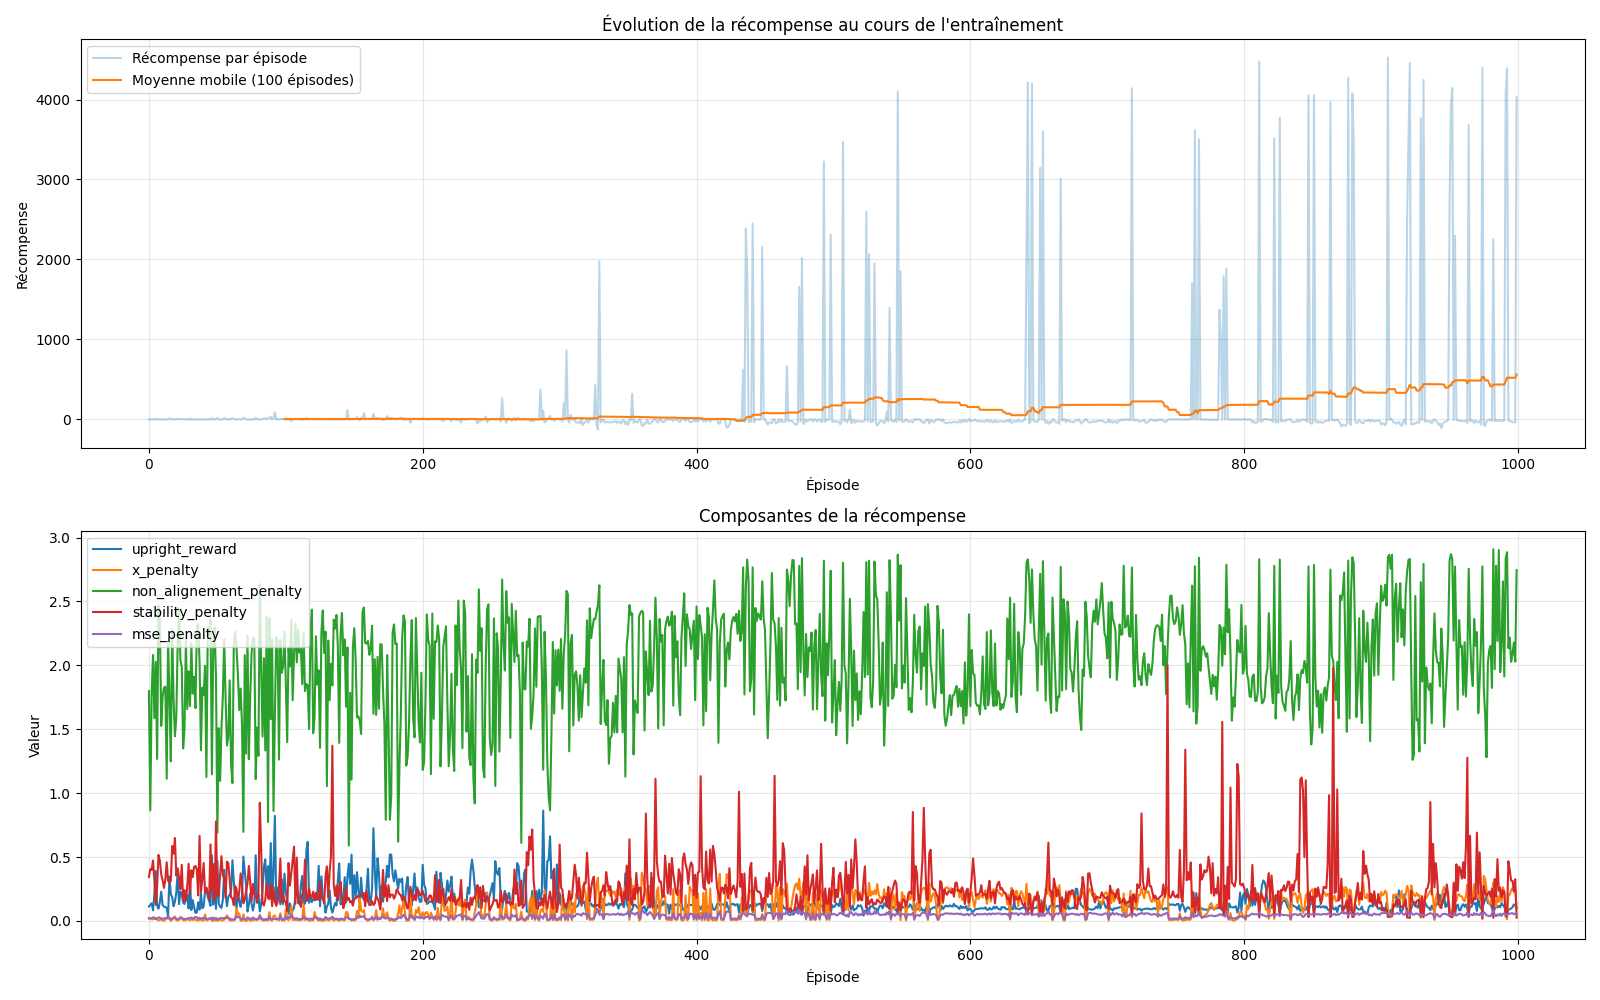 Évolution de la récompense au cours de l'entraînement
Récompense par épisode
Moyenne mobile (100 épisodes)
Récompense
4000
3000
2000
1000
0
0 200 400 600 800 1000
Épisode
Composantes de la récompense
upright_reward
x_penalty
non_alignement_penalty
stability_penalty
mse_penalty
Valeur
3.0
2.5
2.0
1.5
1.0
0.5
0.0
0 200 400 600 800 1000
Épisode